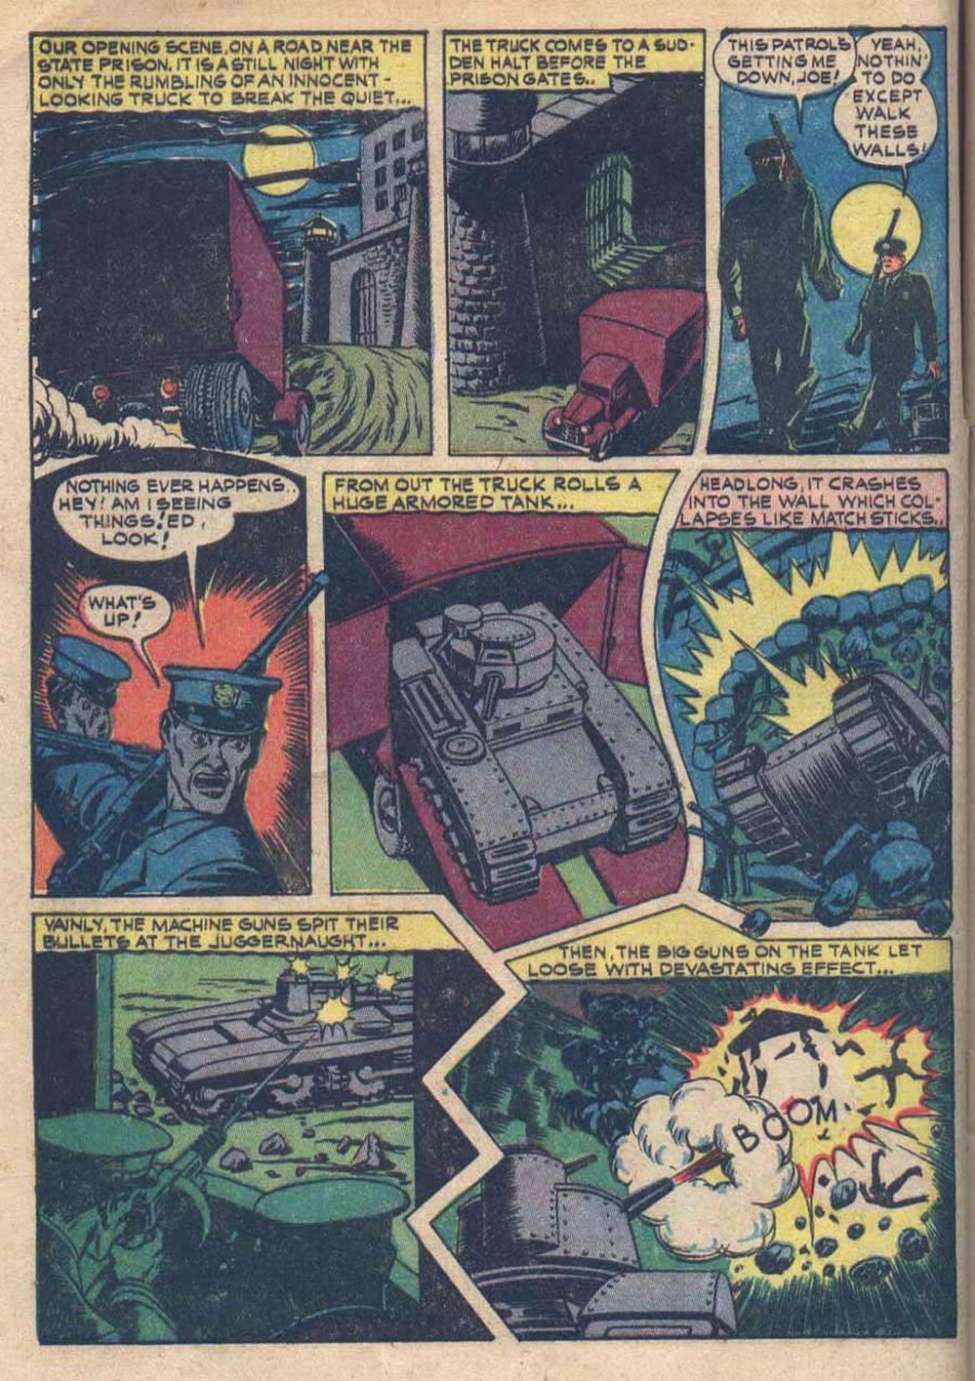 OUR OPENING SCENE, ON A ROAD NEAR THE
STATE PRISON. IT IS A STILL NIGHT WITH
ONLY THE RUMBLING OF AN INNOCENT-
LOOKING TRUCK TO BREAK THE QUIET...
THE TRUCK COMES TO A SUD-
DEN HALT BEFORE THE
PRISON GATES..
THIS PATROL'S
GETTING ME
DOWN, JOE!
YEAH,
NOTHIN'
TO DO
EXCEPT
WALK
THESE
WALLS!
NOTHING EVER HAPPENS..
HEY! AM I SEEING
THINGS! ED,
LOOK!
WHAT'S
UP!
FROM OUT THE TRUCK ROLLS A
HUGE ARMORED TANK...
HEADLONG, IT CRASHES
INTO THE WALL WHICH COL-
LAPSES LIKE MATCH STICKS..
VAINLY, THE MACHINE GUNS SPIT THEIR
BULLETS AT THE JUGGERNAUGHT...
THEN, THE BIG GUNS ON THE TANK LET
LOOSE WITH DEVASTATING EFFECT...
BOOM